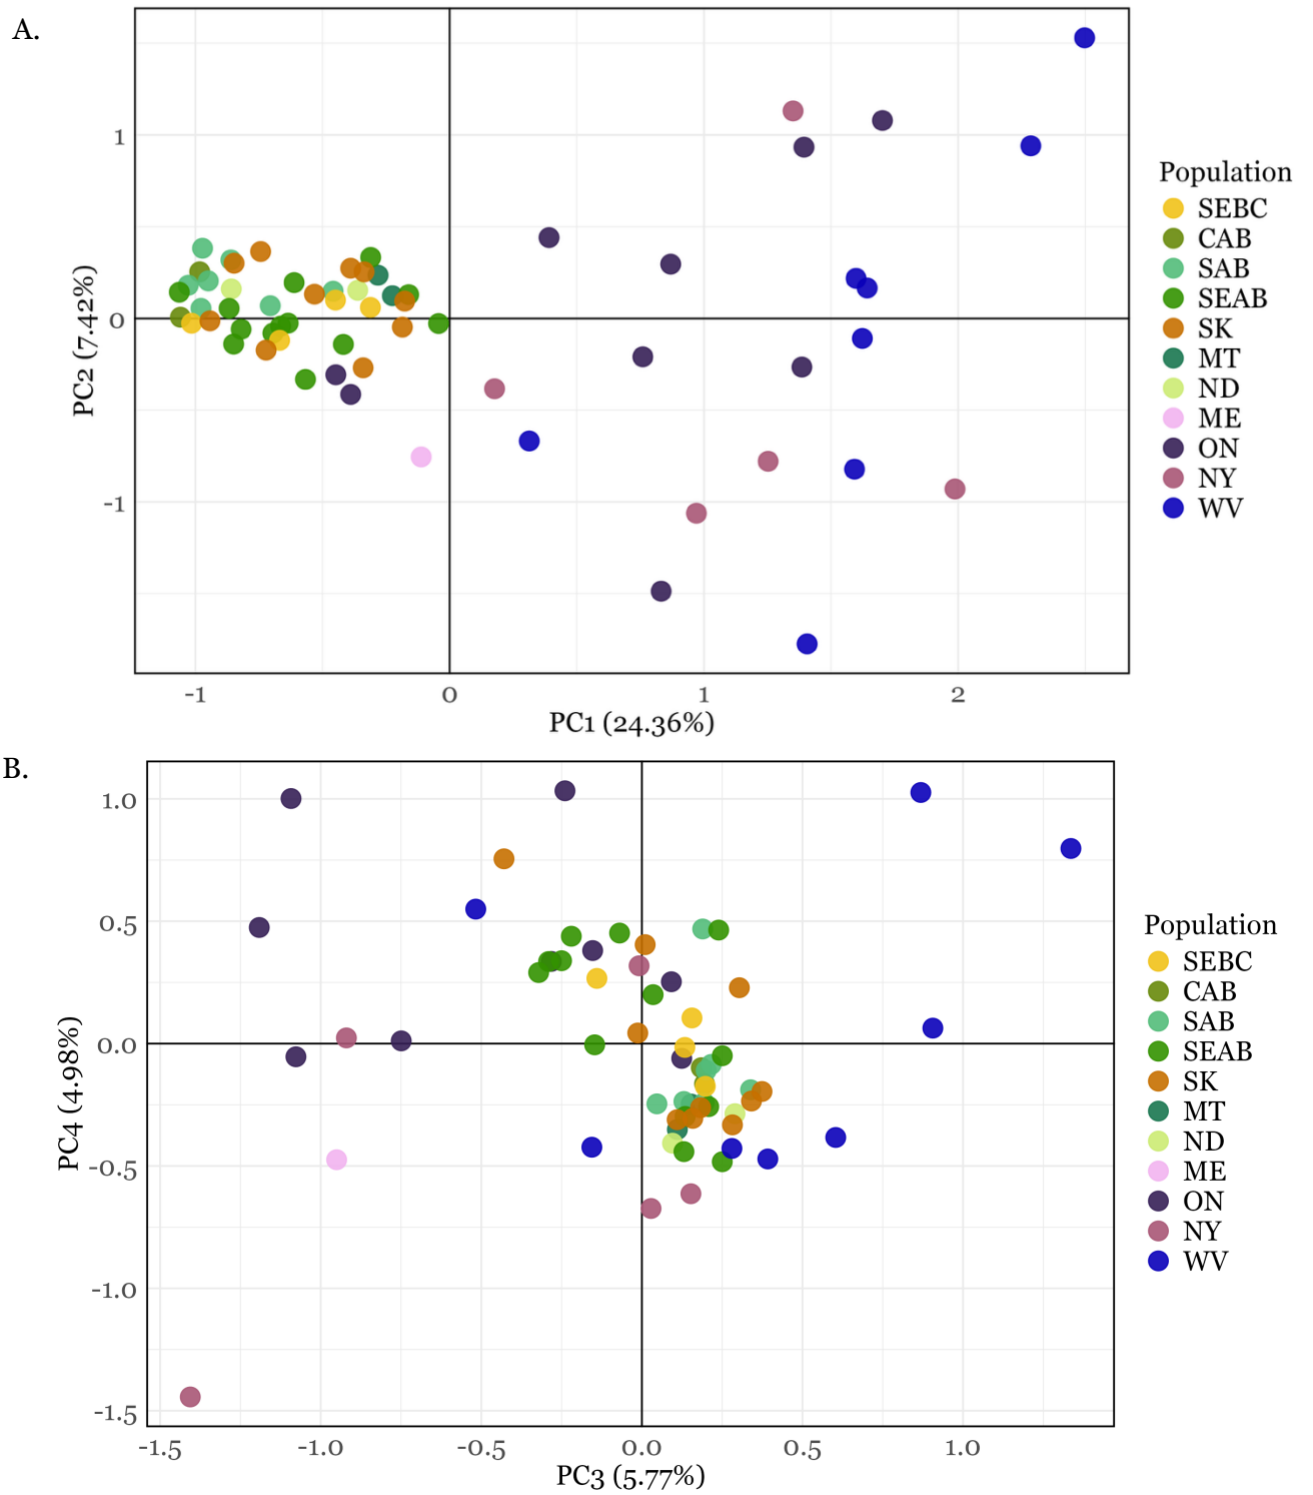 A.
1
0
-1
-1
0
1
2
PC2 (7.42%)
PC1 (24.36%)
Population
SEBC
CAB
SAB
SEAB
SK
MT
ND
ME
ON
NY
WV
B.
1.0
0.5
0.0
-0.5
-1.0
-1.5
-1.5
-1.0
-0.5
0.0
0.5
1.0
PC4 (4.98%)
PC3 (5.77%)
Population
SEBC
CAB
SAB
SEAB
SK
MT
ND
ME
ON
NY
WV